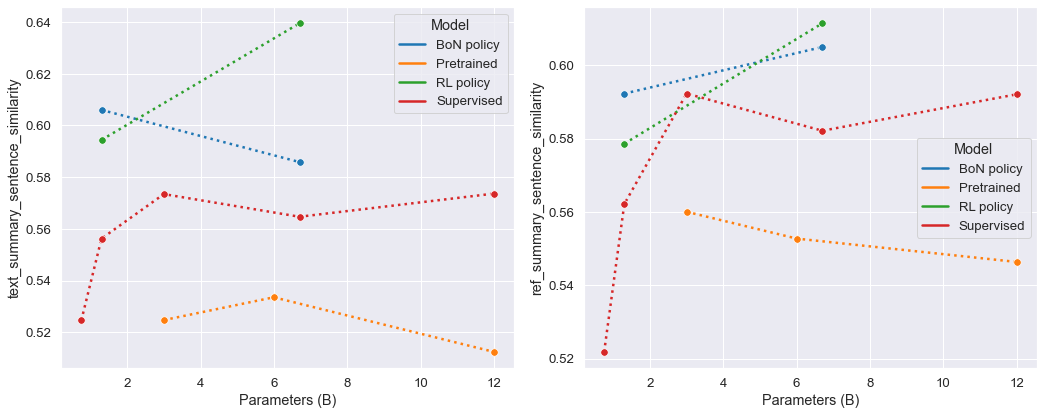 0.64
0.62
0.60
0.58
0.56
0.54
0.52
text_summary_sentence_similarity
2
4
6
8
10
12
Parameters (B)
Model
BoN policy
Pretrained
RL policy
Supervised
0.60
0.58
0.56
0.54
0.52
ref_summary_sentence_similarity
2
4
6
8
10
12
Parameters (B)
Model
BoN policy
Pretrained
RL policy
Supervised